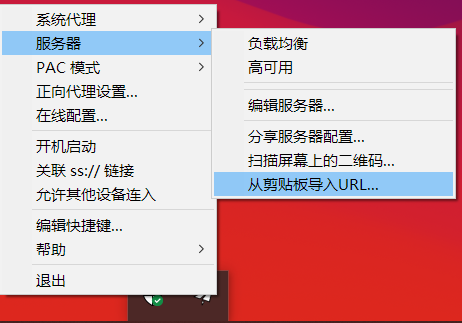 系统代理
服务器
PAC 模式
正向代理设置...
在线配置...
开机启动
关联 ss:// 链接
允许其他设备连入
编辑快捷键...
帮助
退出
负载均衡
高可用
编辑服务器...
分享服务器配置...
扫描屏幕上的二维码...
从剪贴板导入URL...